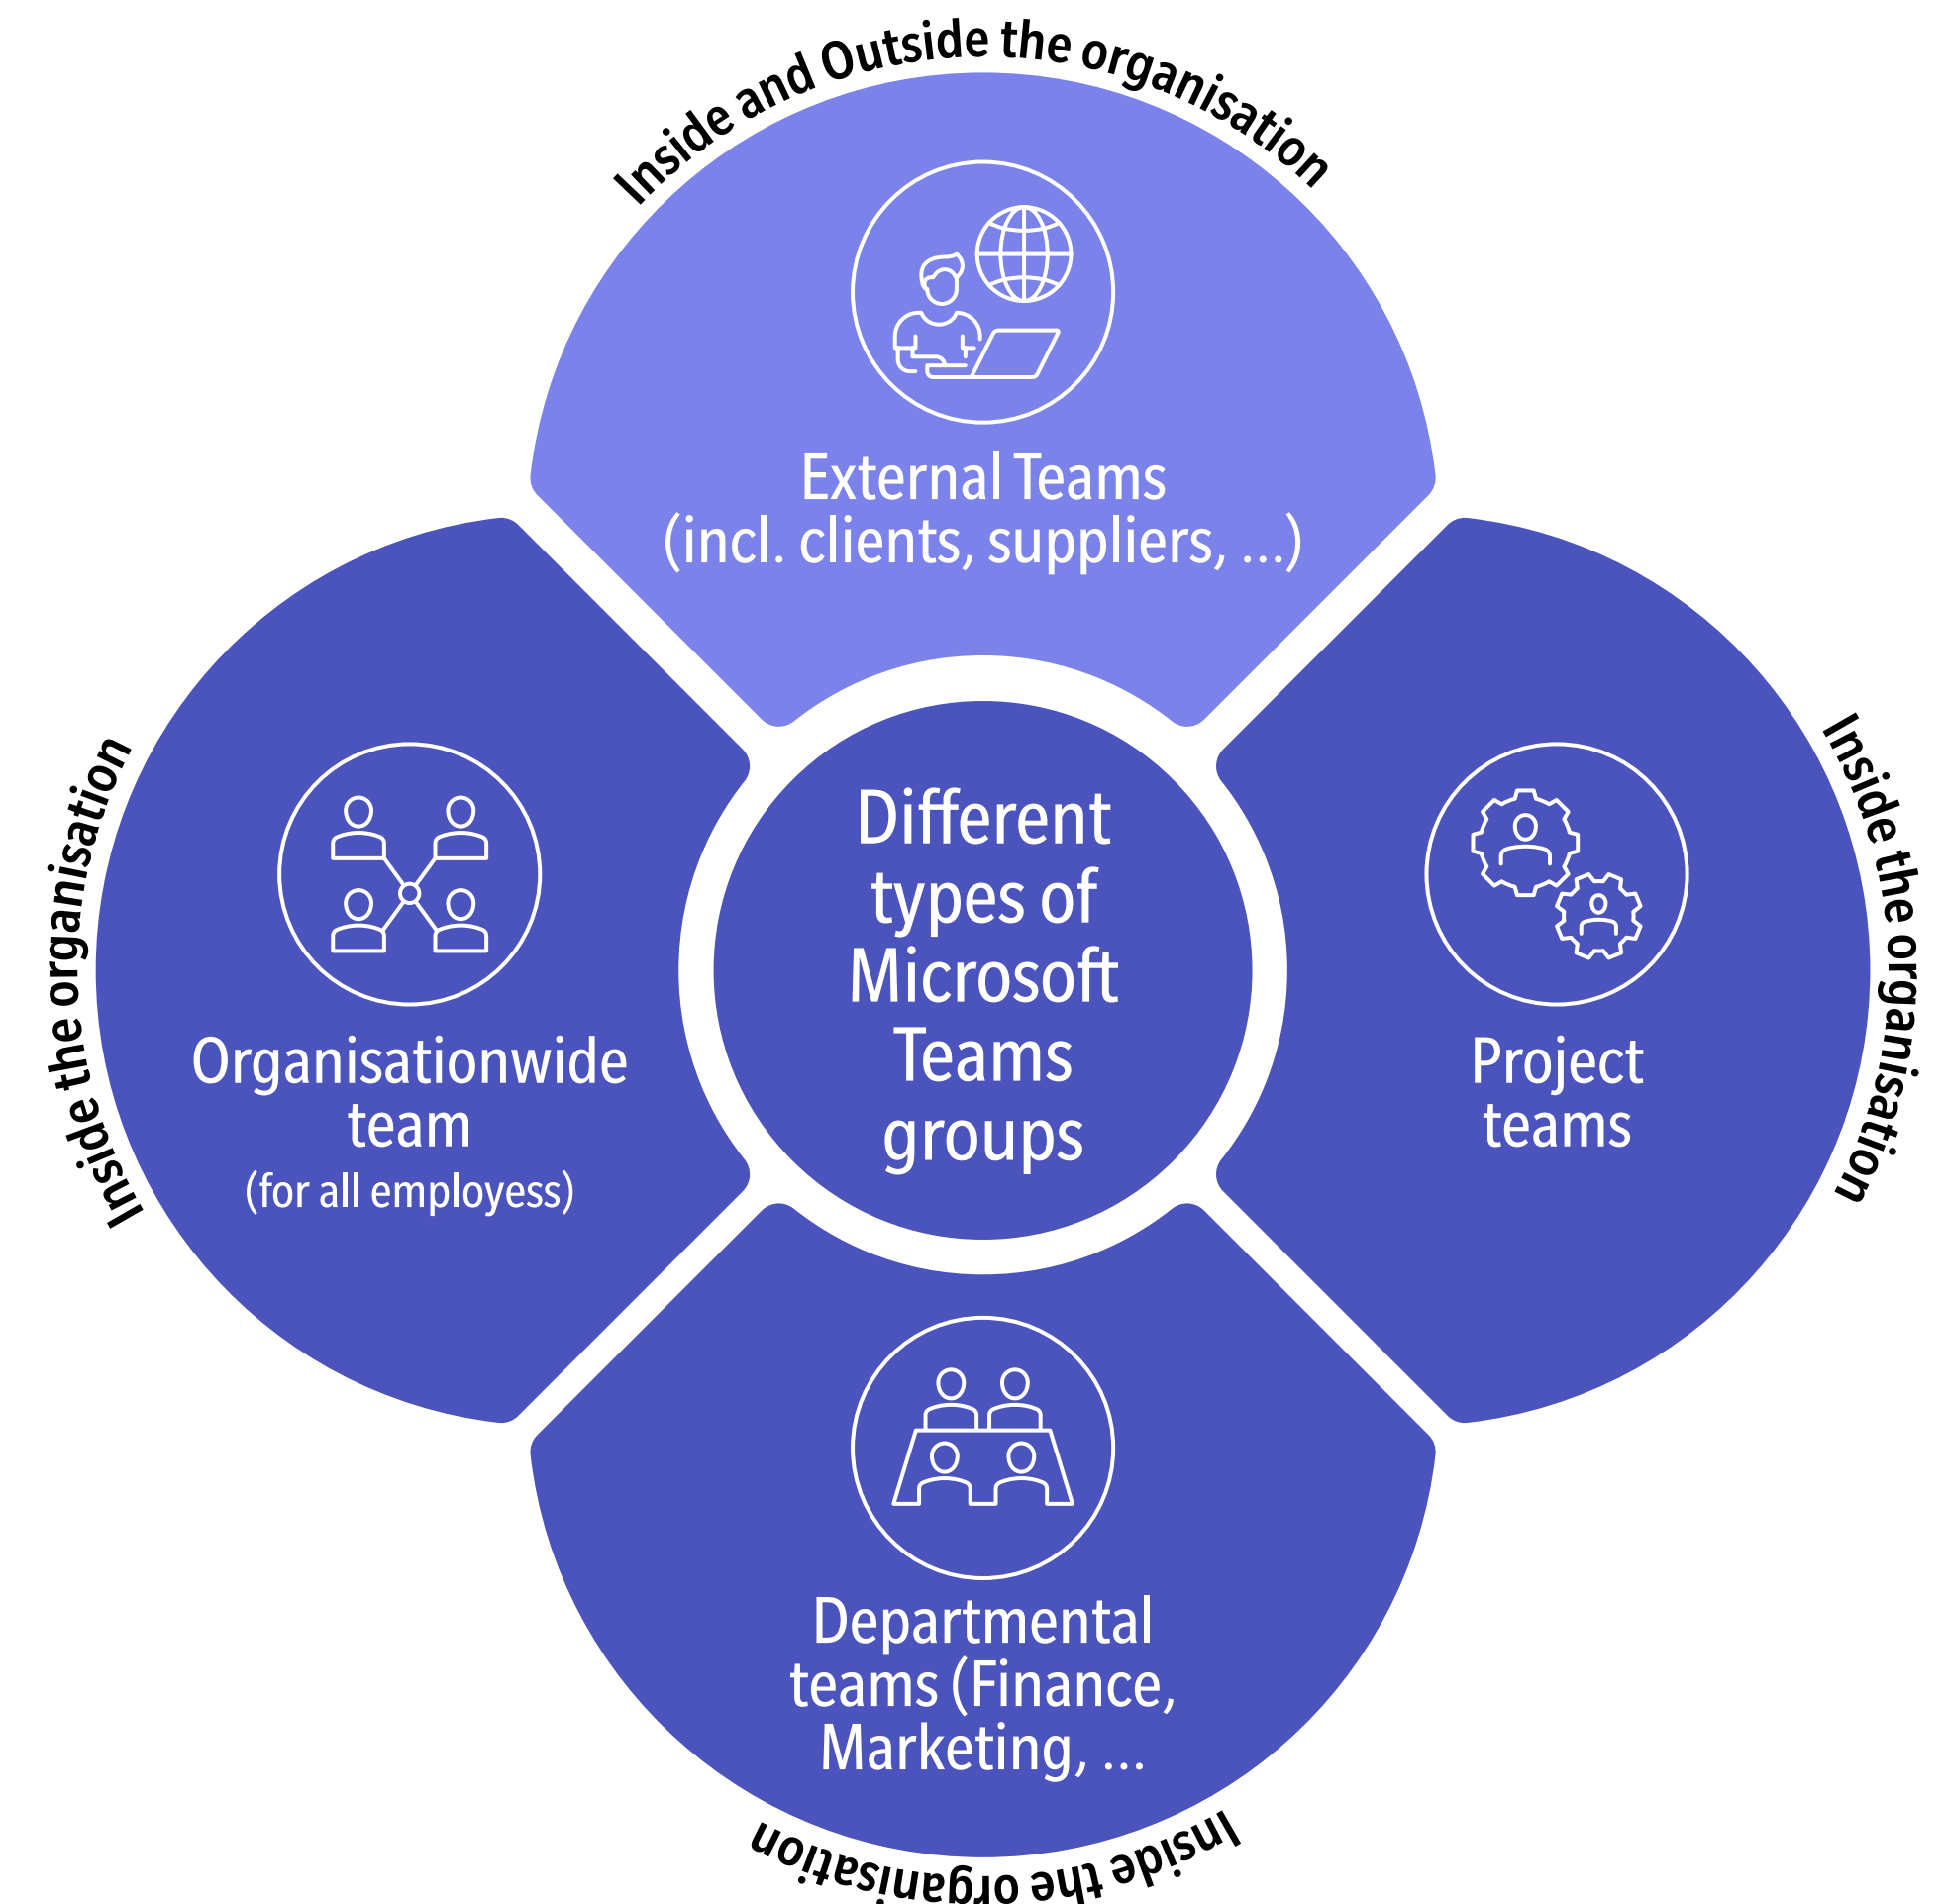 Inside and Outside the organisation
External Teams
(incl. clients, suppliers, ...)
Inside the organisation
Organisationwide
team
(for all employess)
Different
types of
Microsoft
Teams
groups
Project
teams
Inside the organisation
Departmental
teams (Finance,
Marketing, ...
Inside the organisation